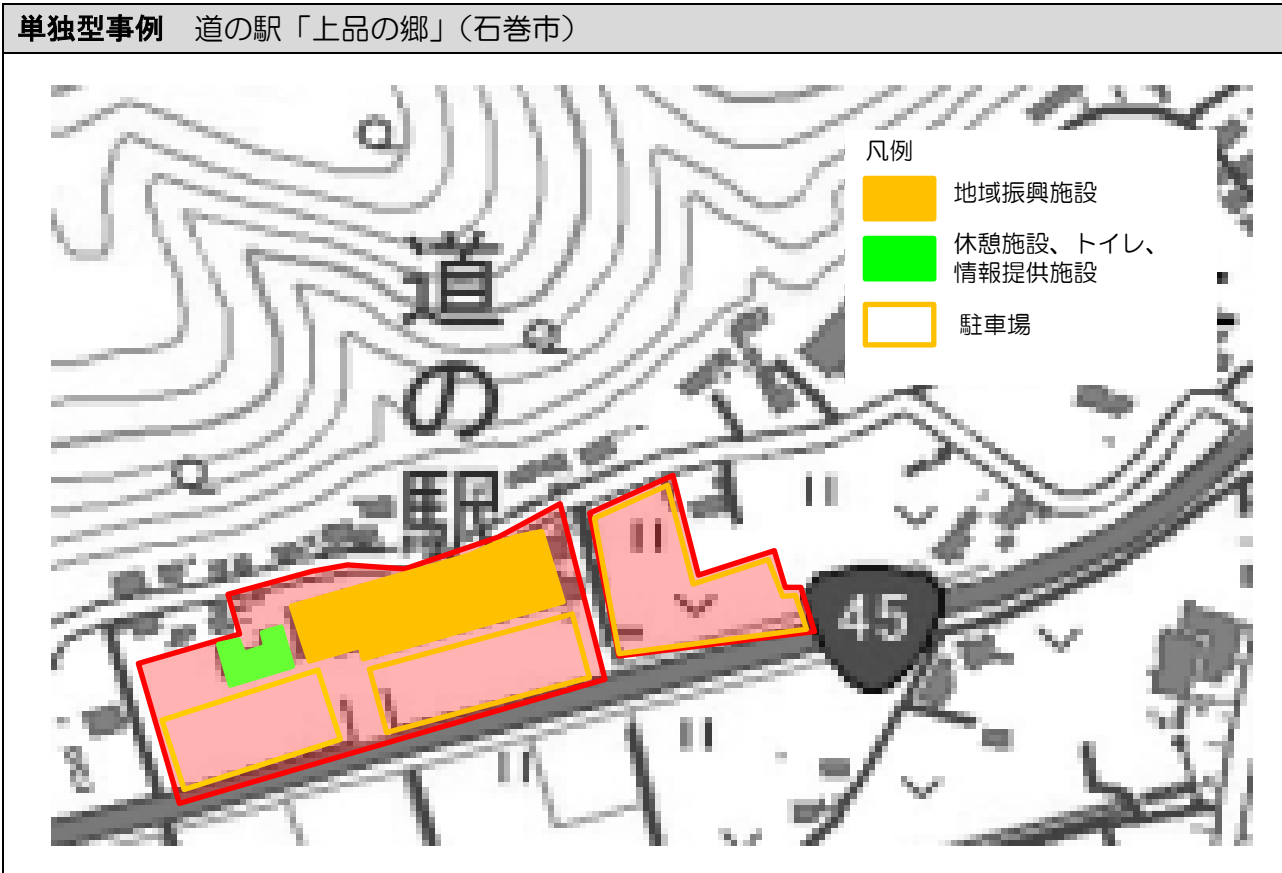 単独型事例 道の駅「上品の郷」(石巻市)
凡例
地域振興施設
休憩施設、トイレ、
情報提供施設
駐車場
道の駅
45